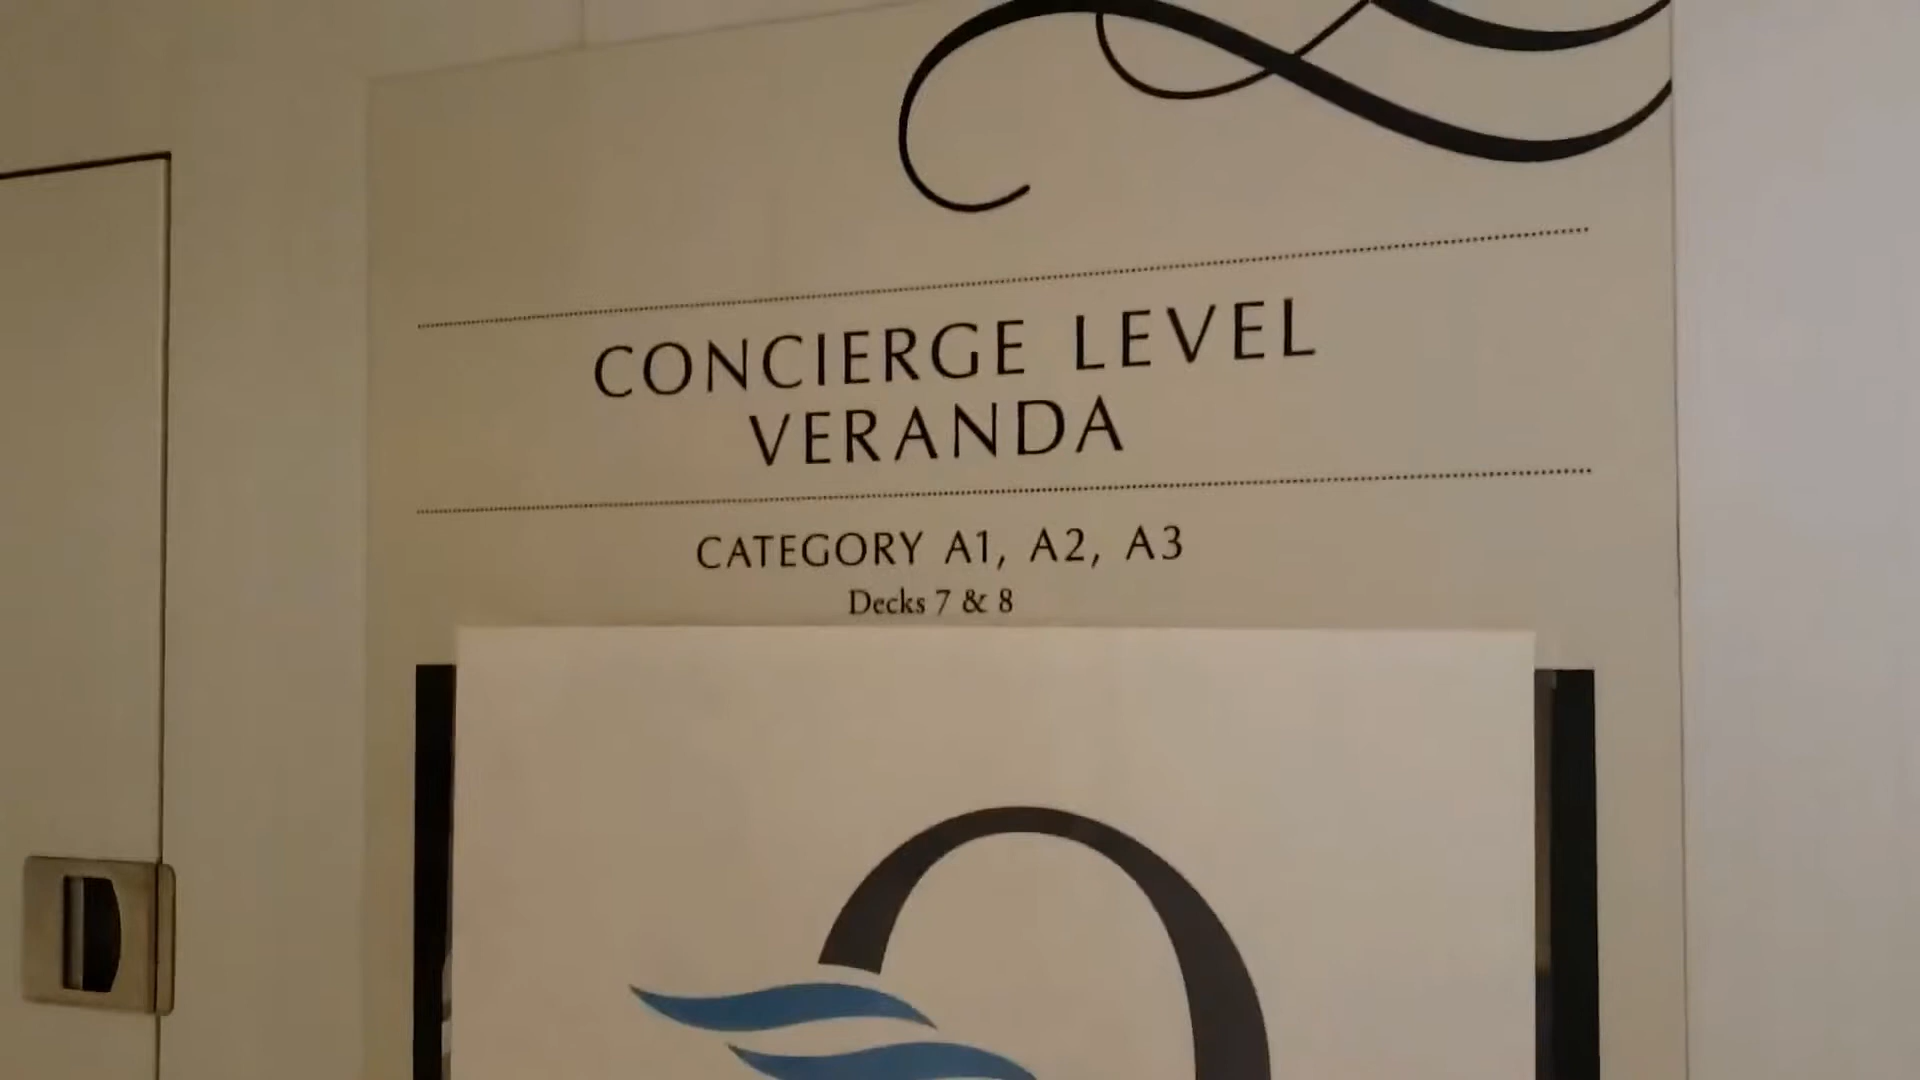 CONCIERGE LEVEL
VERANDA
CATEGORY A1, A2, A3
Decks 7 & 8